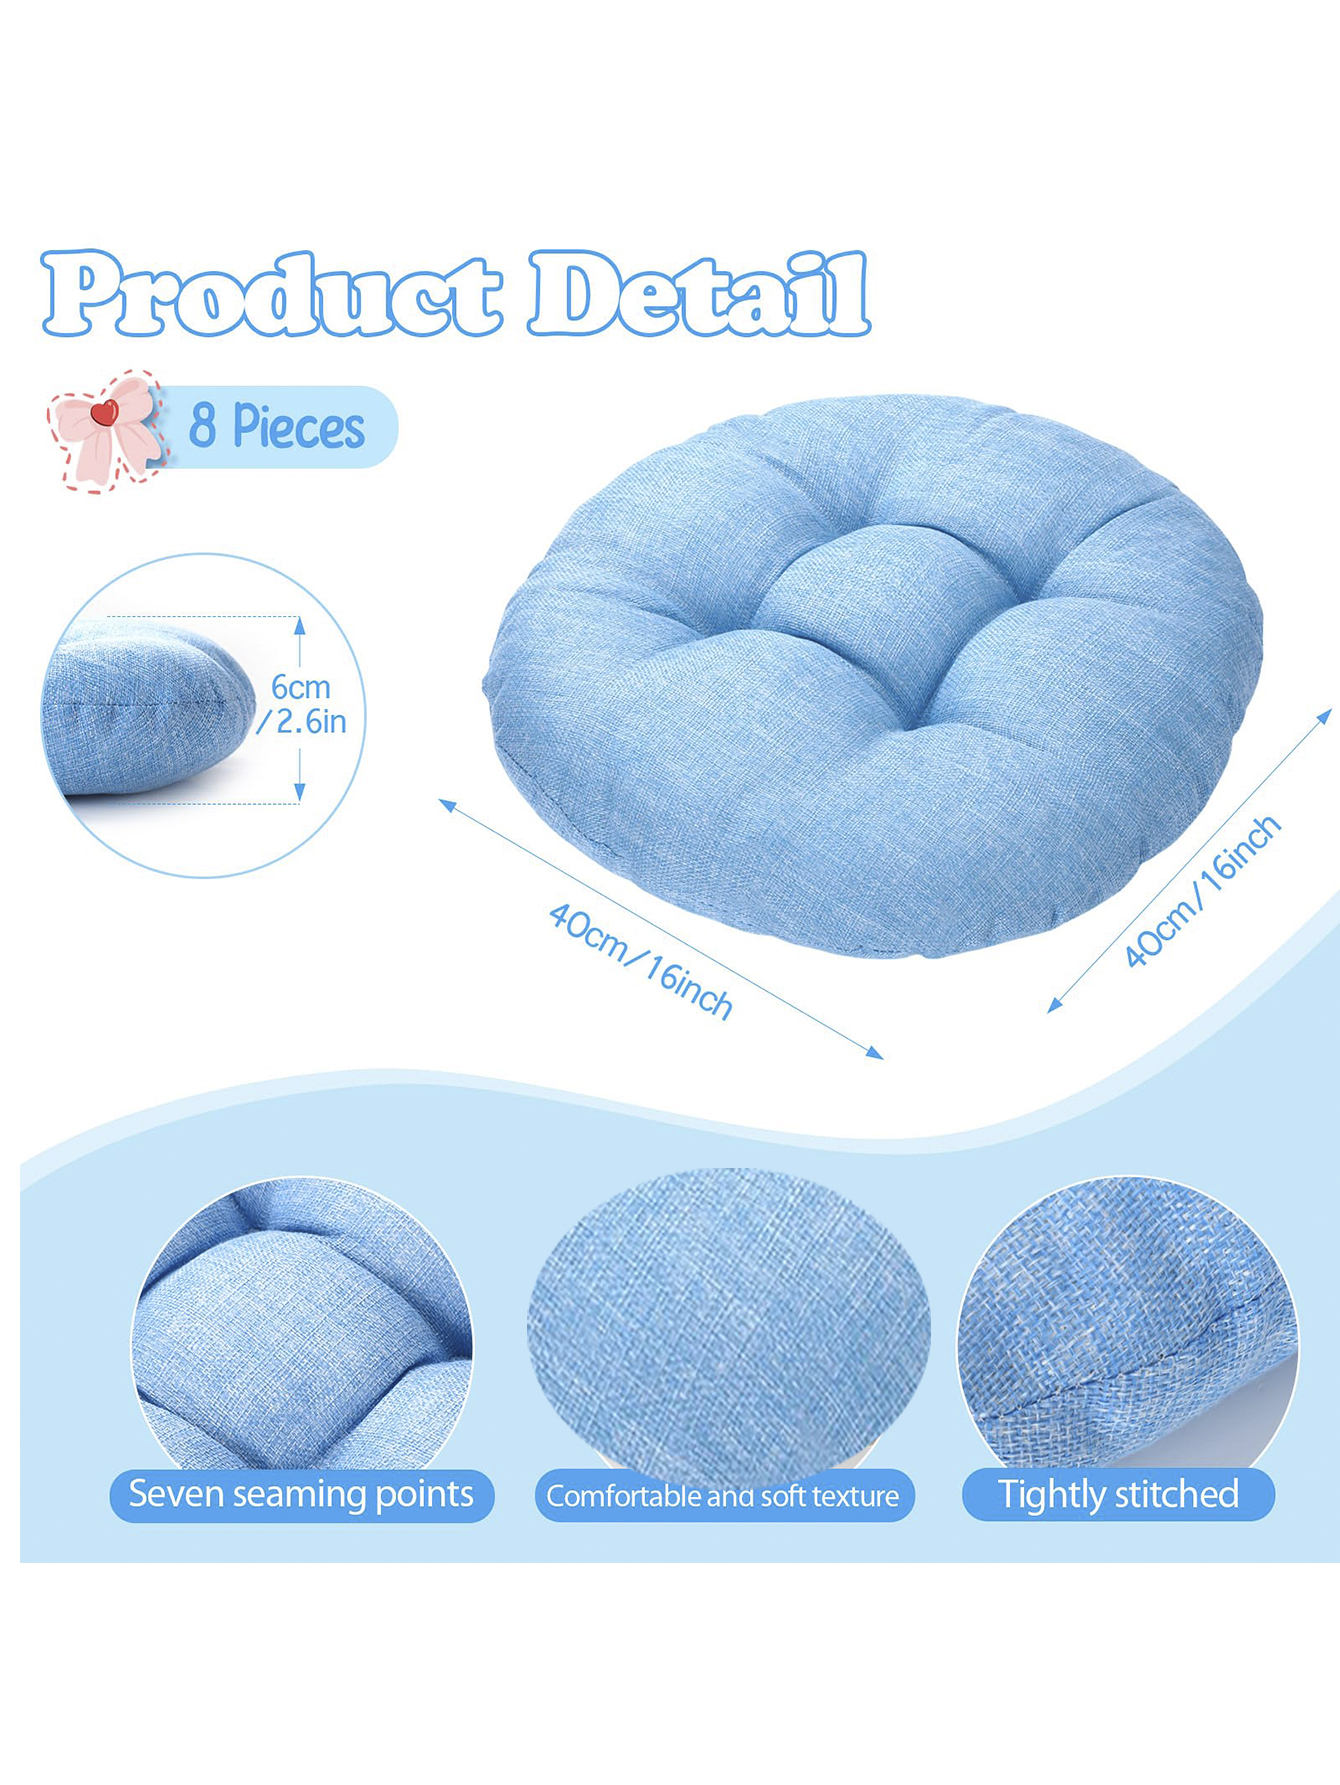 Product Detail
8 Pieces
6cm
/2.6in
40cm/16inch
40cm/16inch
Seven seaming points
Comfortable and soft texture
Tightly stitched